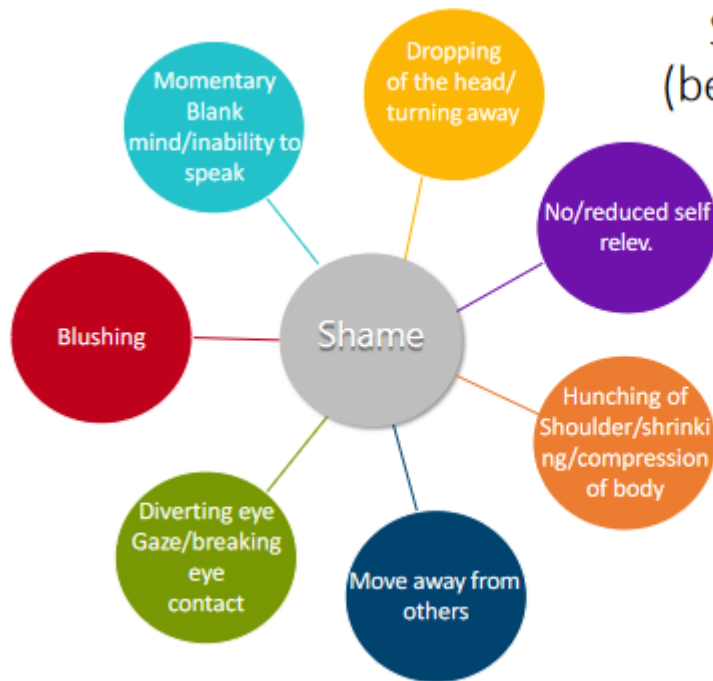 (be
Dropping
of the head/
turning away
Momentary
Blank
mind/inability to
speak
No/reduced self
relev.
Shame
Blushing
Hunching of
Shoulder/shrinki
ng/compression
of body
Diverting eye
Gaze/breaking
eye
contact
Move away from
others